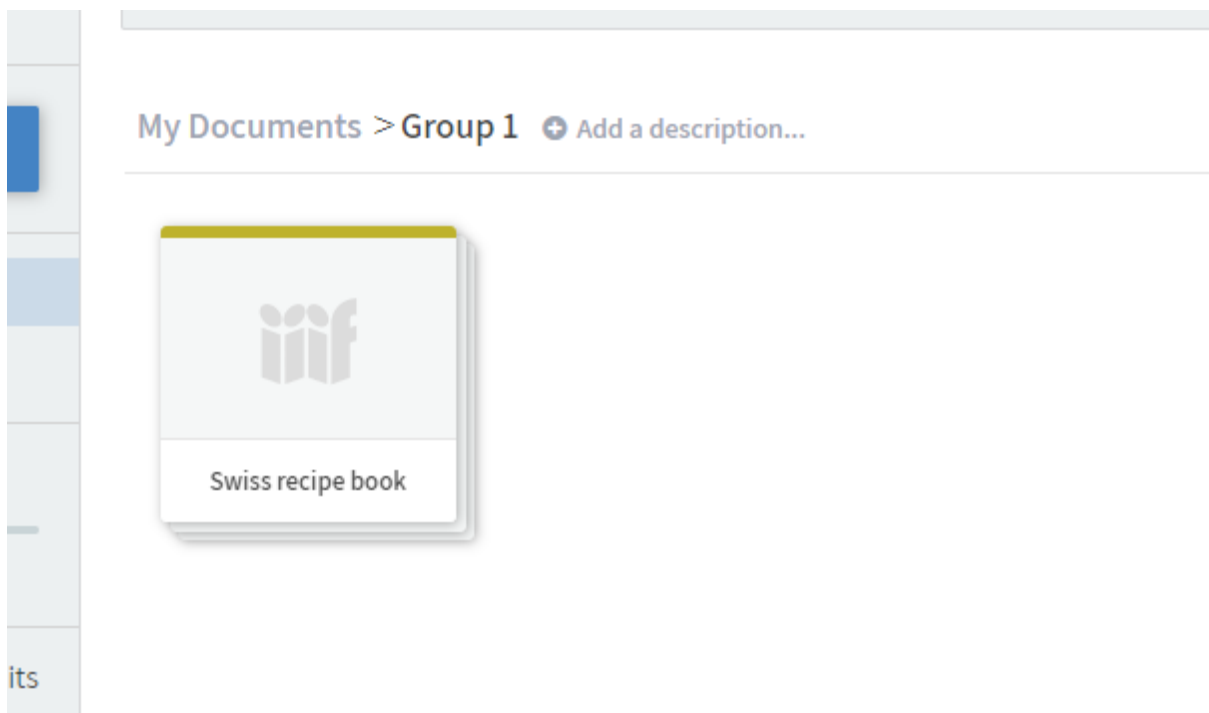 My Documents > Group 1 Add a description...
iiif
Swiss recipe book
its